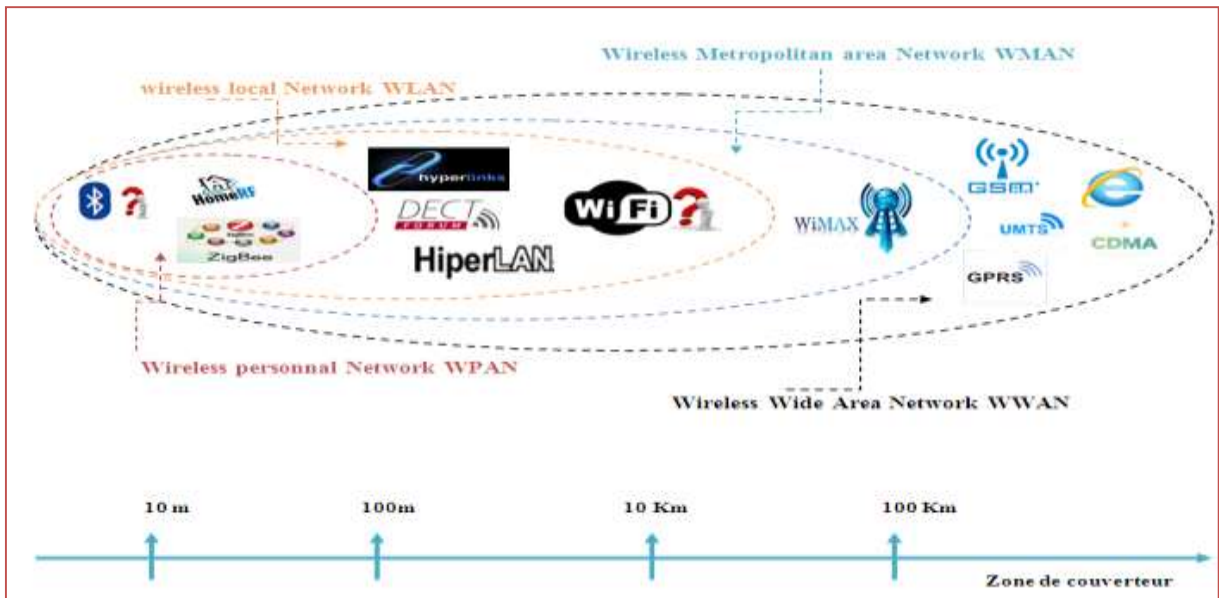 Wireless Metropolitan area Network WMAN
wireless local Network WLAN
hyperlinks
GSM
HomeRF
DECT
FORUM
WiFi
WiMAX
UMTS
CDMA
ZigBee
HiperLAN
GPRS
Wireless personnal Network WPAN
Wireless Wide Area Network WWAN
10 m
100m
10 Km
100 Km
Zone de couverteur